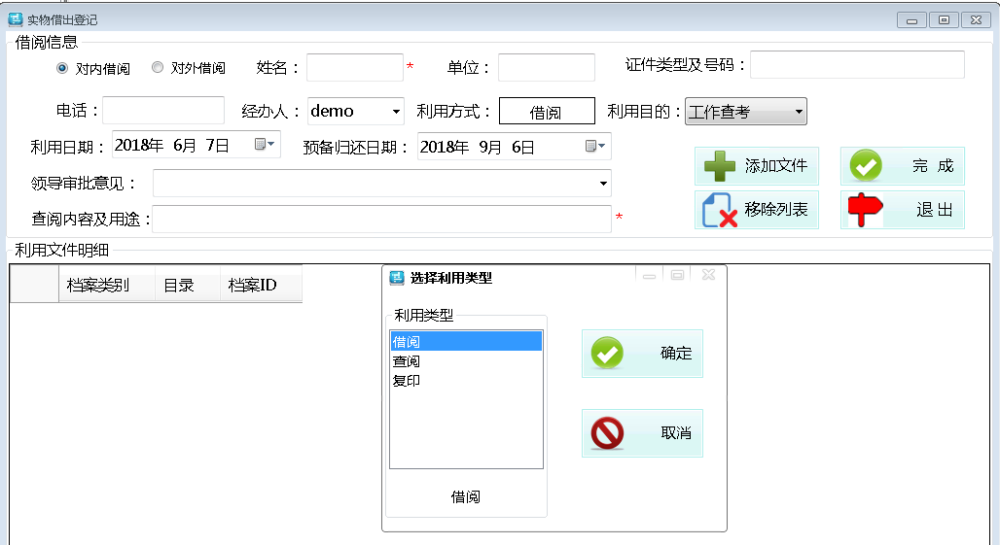 实物借出登记
借阅信息
对内借阅 对外借阅 姓名： * 单位： 证件类型及号码：
电话： 经办人： demo 利用方式： 借阅 利用目的： 工作查考
利用日期： 2018年 6月 7日 预备归还日期： 2018年 9月 6日 添加文件 完 成
领导审批意见：
移除列表 退 出
查阅内容及用途： *
利用文件明细
档案类别 目录 档案ID
选择利用类型
利用类型
借阅
查阅
复印
确定
取消
借阅